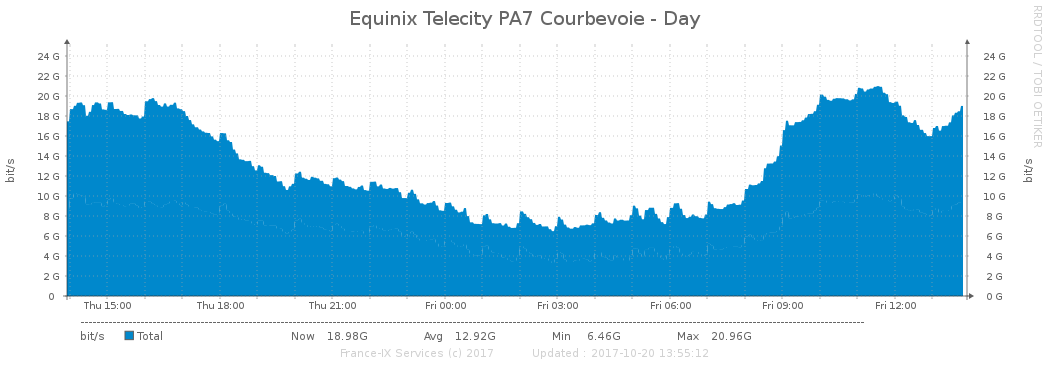 Equinix Telecity PA7 Courbevoie - Day
RRDTOOL / TOBI OETIKER
bit/s
24 G 24 G
22 G 22 G
20 G 20 G
18 G 18 G
16 G 16 G
14 G 14 G
12 G 12 G
10 G 10 G
8 G 8 G
6 G 6 G
4 G 4 G
2 G 2 G
0 0 G
bit/s
Thu 15:00 Thu 18:00 Thu 21:00 Fri 00:00 Fri 03:00 Fri 06:00 Fri 09:00 Fri 12:00
bit/s Total Now 18.98G Avg 12.92G Min 6.46G Max 20.96G
France-IX Services (c) 2017 Updated : 2017-10-20 13:55:12